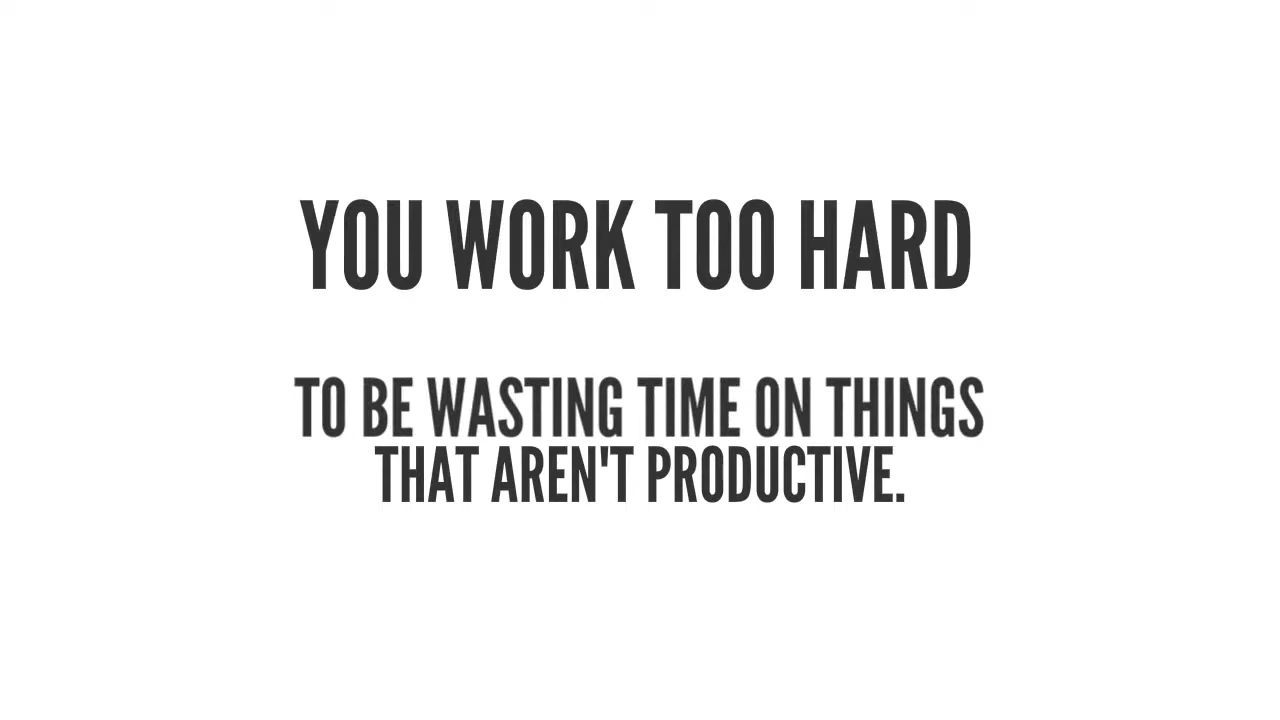 YOU WORK TOO HARD
TO BE WASTING TIME ON THINGS
THAT AREN'T PRODUCTIVE.